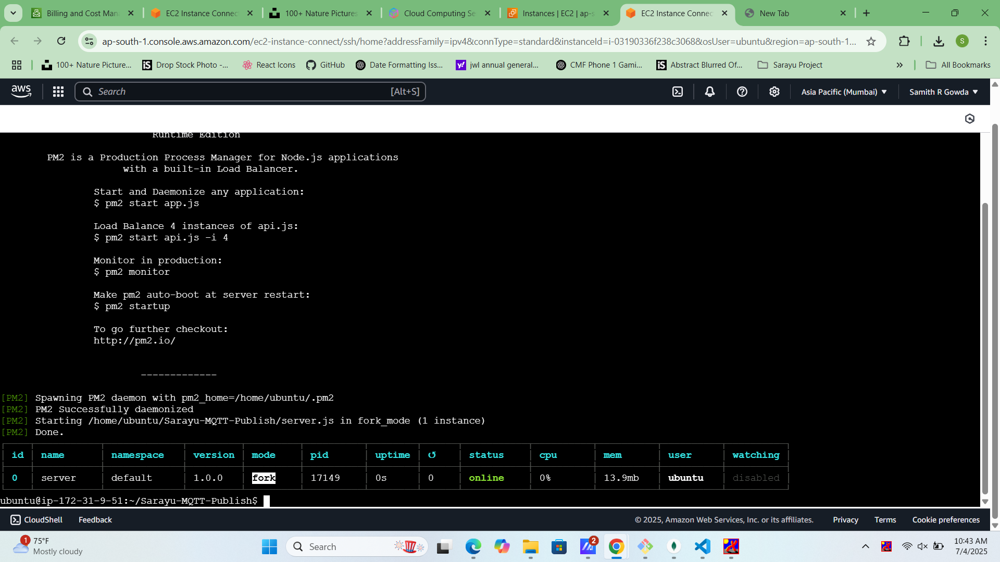 Billing and Cost Mana
EC2 Instance Connect
100+ Nature Pictures
Cloud Computing Se
Instances | EC2 | ap-s
EC2 Instance Connec
New Tab
ap-south-1.console.aws.amazon.com/ec2-instance-connect/ssh/home?addressFamily=ipv4&connType=standard&instanceId=i-03190336f238c3068&osUser=ubuntu&region=ap-south-1...
S
100+ Nature Picture...
Drop Stock Photo -...
React Icons
GitHub
Date Formatting Iss...
jwl annual general...
CMF Phone 1 Gami...
Abstract Blurred Of...
Sarayu Project
»
All Bookmarks
aws
Search
[Alt+S]
Asia Pacific (Mumbai)
Samith R Gowda
Runtime Edition
PM2 is a Production Process Manager for Node.js applications
with a built-in Load Balancer.
Start and Daemonize any application:
$ pm2 start app.js
Load Balance 4 instances of api.js:
$ pm2 start api.js -i 4
Monitor in production:
$ pm2 monitor
Make pm2 auto-boot at server restart:
$ pm2 startup
To go further checkout:
http://pm2.io/
-------------
[PM2] Spawning PM2 daemon with pm2_home=/home/ubuntu/.pm2
[PM2] PM2 Successfully daemonized
[PM2] Starting /home/ubuntu/Sarayu-MQTT-Publish/server.js in fork_mode (1 instance)
[PM2] Done.
id name namespace version mode pid uptime ↺ status cpu mem user watching
0 server default 1.0.0 fork 17149 0s 0 online 0% 13.9mb ubuntu disabled
ubuntu@ip-172-31-9-51:~/Sarayu-MQTT-Publish$
CloudShell
Feedback
© 2025, Amazon Web Services, Inc. or its affiliates.
Privacy
Terms
Cookie preferences
1
75°F
Mostly cloudy
Search
2
10:43 AM
7/4/2025